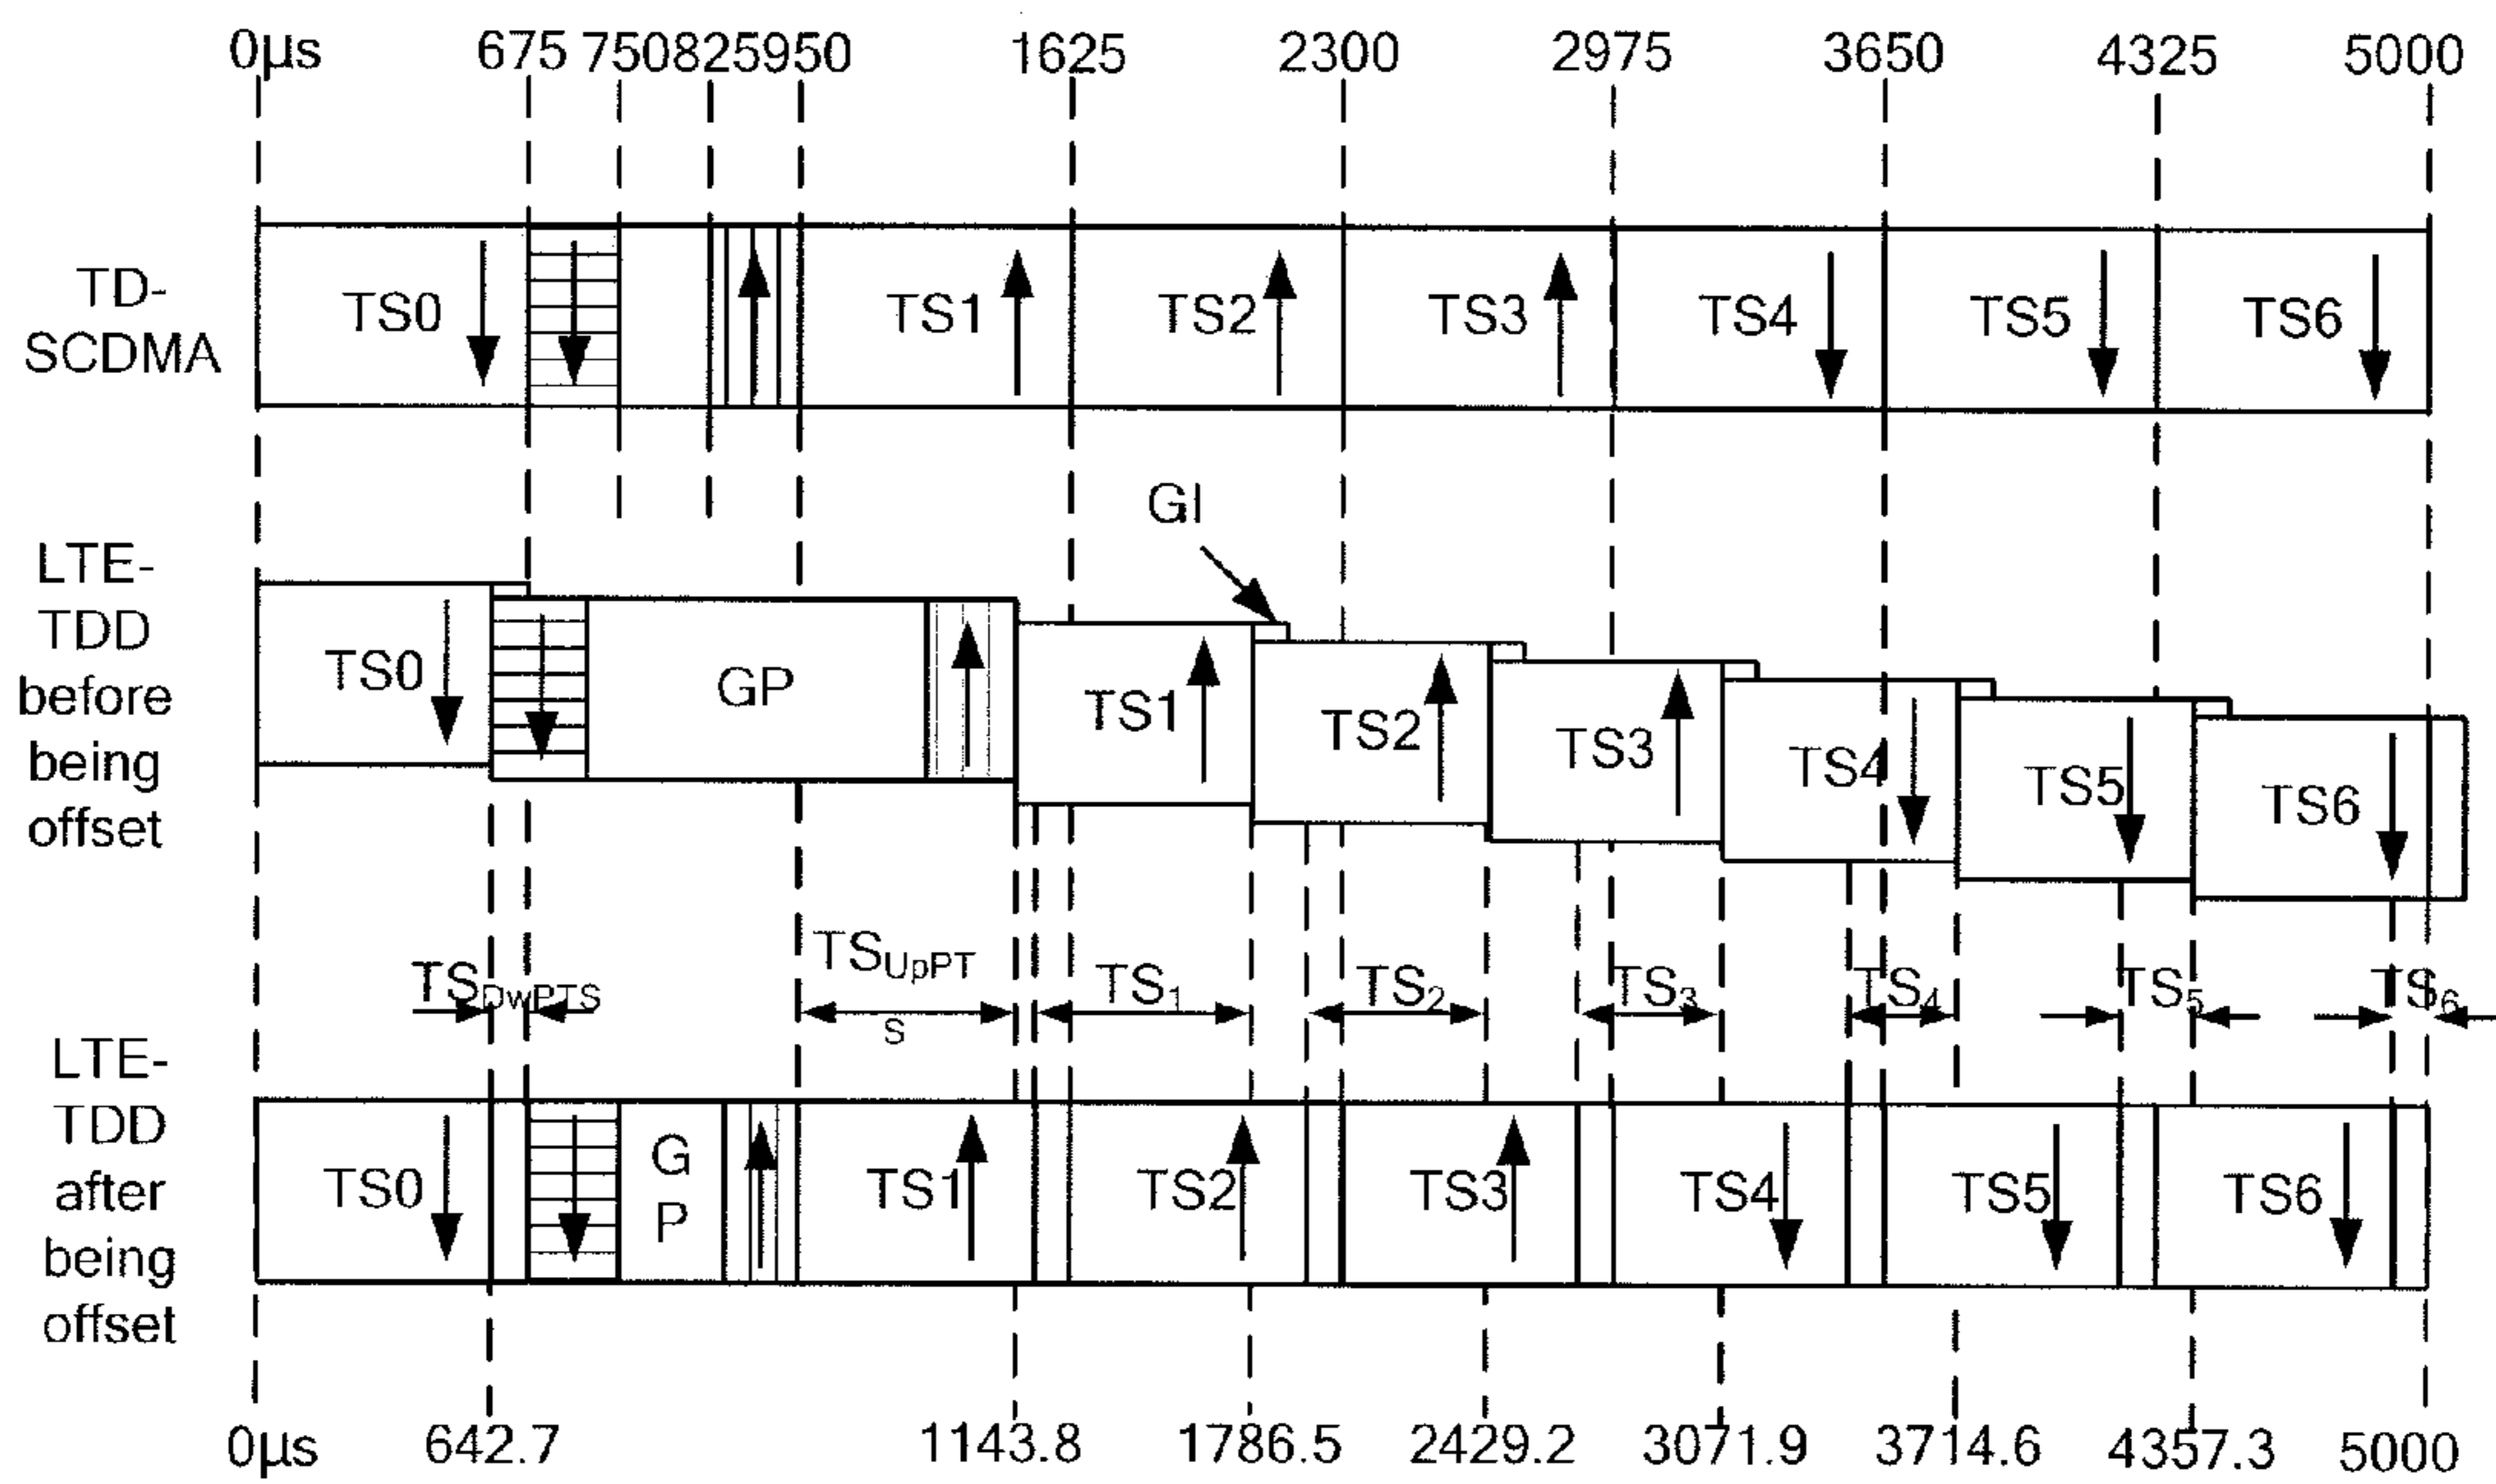 0μs 675 750825950 1625 2300 2975 3650 4325 5000
TD-
SCDMA
TS0 TS1 TS2 TS3 TS4 TS5 TS6
GI
LTE-
TDD
before
being
offset
TS0 GP TS1 TS2 TS3 TS4 TS5 TS6
TSDwPTS TSUpPT
S
TS1 TS2 TS3 TS4 TS5 TS6
LTE-
TDD
after
being
offset
TS0 G
P
TS1 TS2 TS3 TS4 TS5 TS6
0μs 642.7 1143.8 1786.5 2429.2 3071.9 3714.6 4357.3 5000